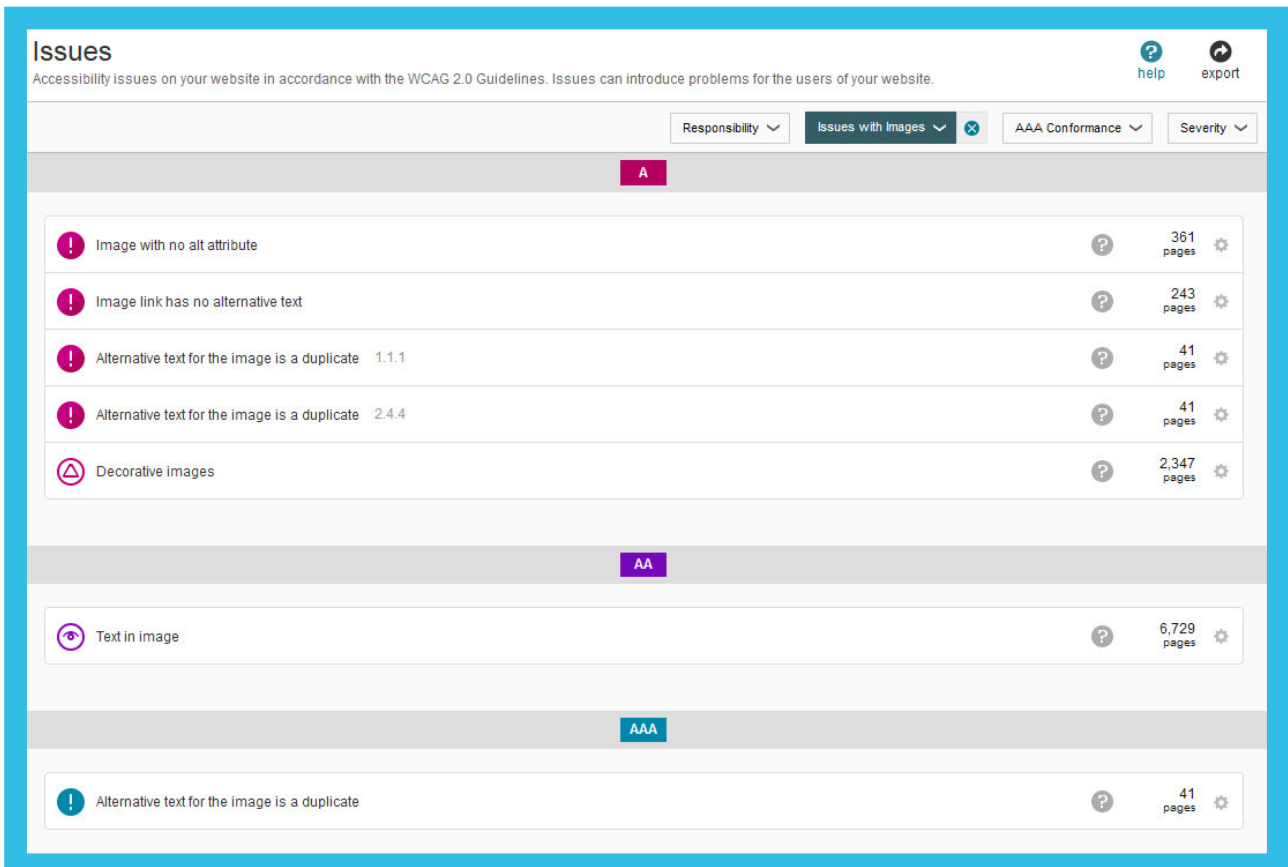 Issues
Accessibility issues on your website in accordance with the WCAG 2.0 Guidelines. Issues can introduce problems for the users of your website.
? help
export
Responsibility
Issues with Images
AAA Conformance
Severity
A
! Image with no alt attribute ? 361 pages
! Image link has no alternative text ? 243 pages
! Alternative text for the image is a duplicate 1.1.1 ? 41 pages
! Alternative text for the image is a duplicate 2.4.4 ? 41 pages
Decorative images ? 2,347 pages
AA
Text in image ? 6,729 pages
AAA
! Alternative text for the image is a duplicate ? 41 pages